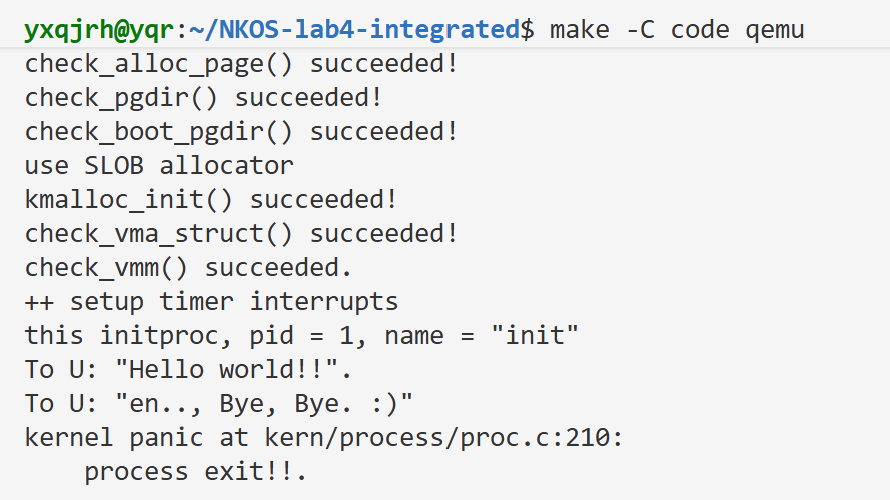 yxqjrh@yqr:~/NKOS-lab4-integrated$ make -C code qemu
check_alloc_page() succeeded!
check_pgdir() succeeded!
check_boot_pgdir() succeeded!
use SLOB allocator
kmalloc_init() succeeded!
check_vma_struct() succeeded!
check_vmm() succeeded.
++ setup timer interrupts
this initproc, pid = 1, name = "init"
To U: "Hello world!!".
To U: "en.., Bye, Bye. :)"
kernel panic at kern/process/proc.c:210:
    process exit!!.